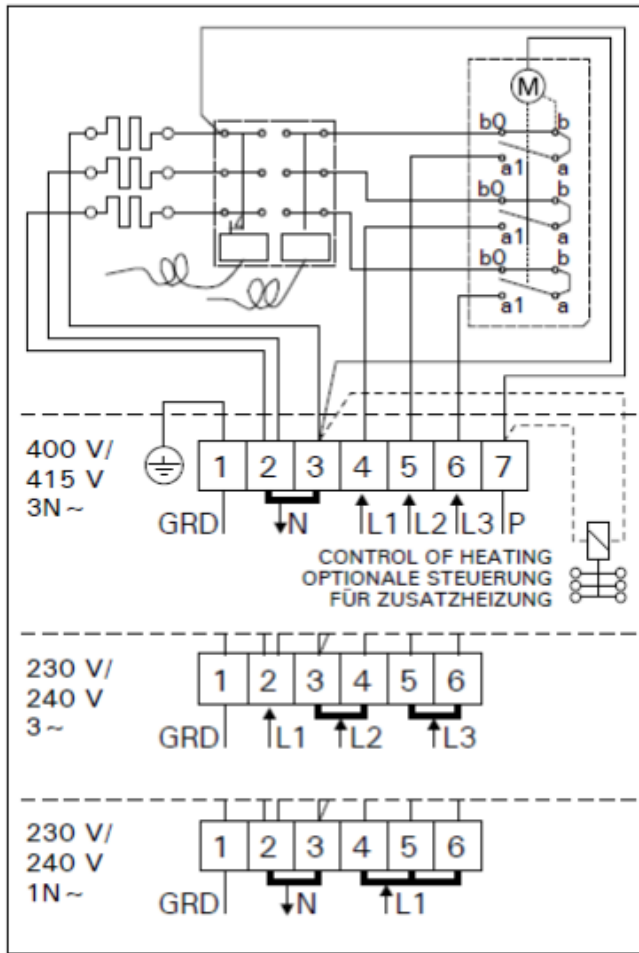 M
b0 b
a1 a
b0 b
a1 a
b0 b
a1 a
400 V/
415 V
3N~
1 2 3 4 5 6 7
GRD N L1 L2 L3 P
CONTROL OF HEATING
OPTIONALE STEUERUNG
FÜR ZUSATZHEIZUNG
230 V/
240 V
3~
1 2 3 4 5 6
GRD L1 L2 L3
230 V/
240 V
1N~
1 2 3 4 5 6
GRD N L1